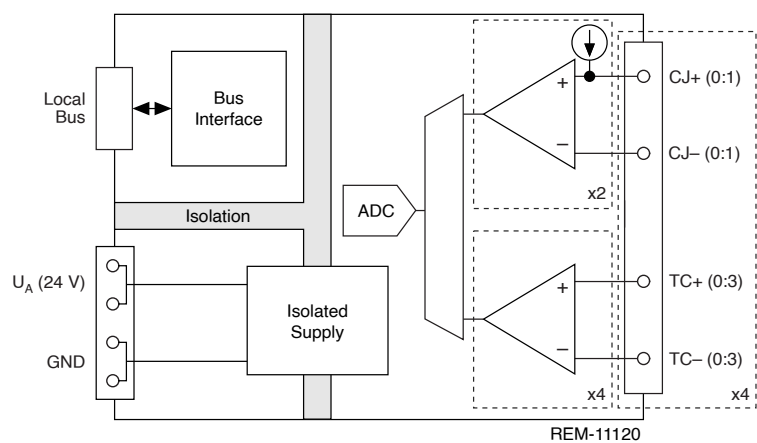 Local
Bus
Bus
Interface
Isolation
U_A (24 V)
GND
Isolated
Supply
ADC
+
−
x2
+
−
x4
CJ+ (0:1)
CJ− (0:1)
TC+ (0:3)
TC− (0:3)
x4
REM-11120